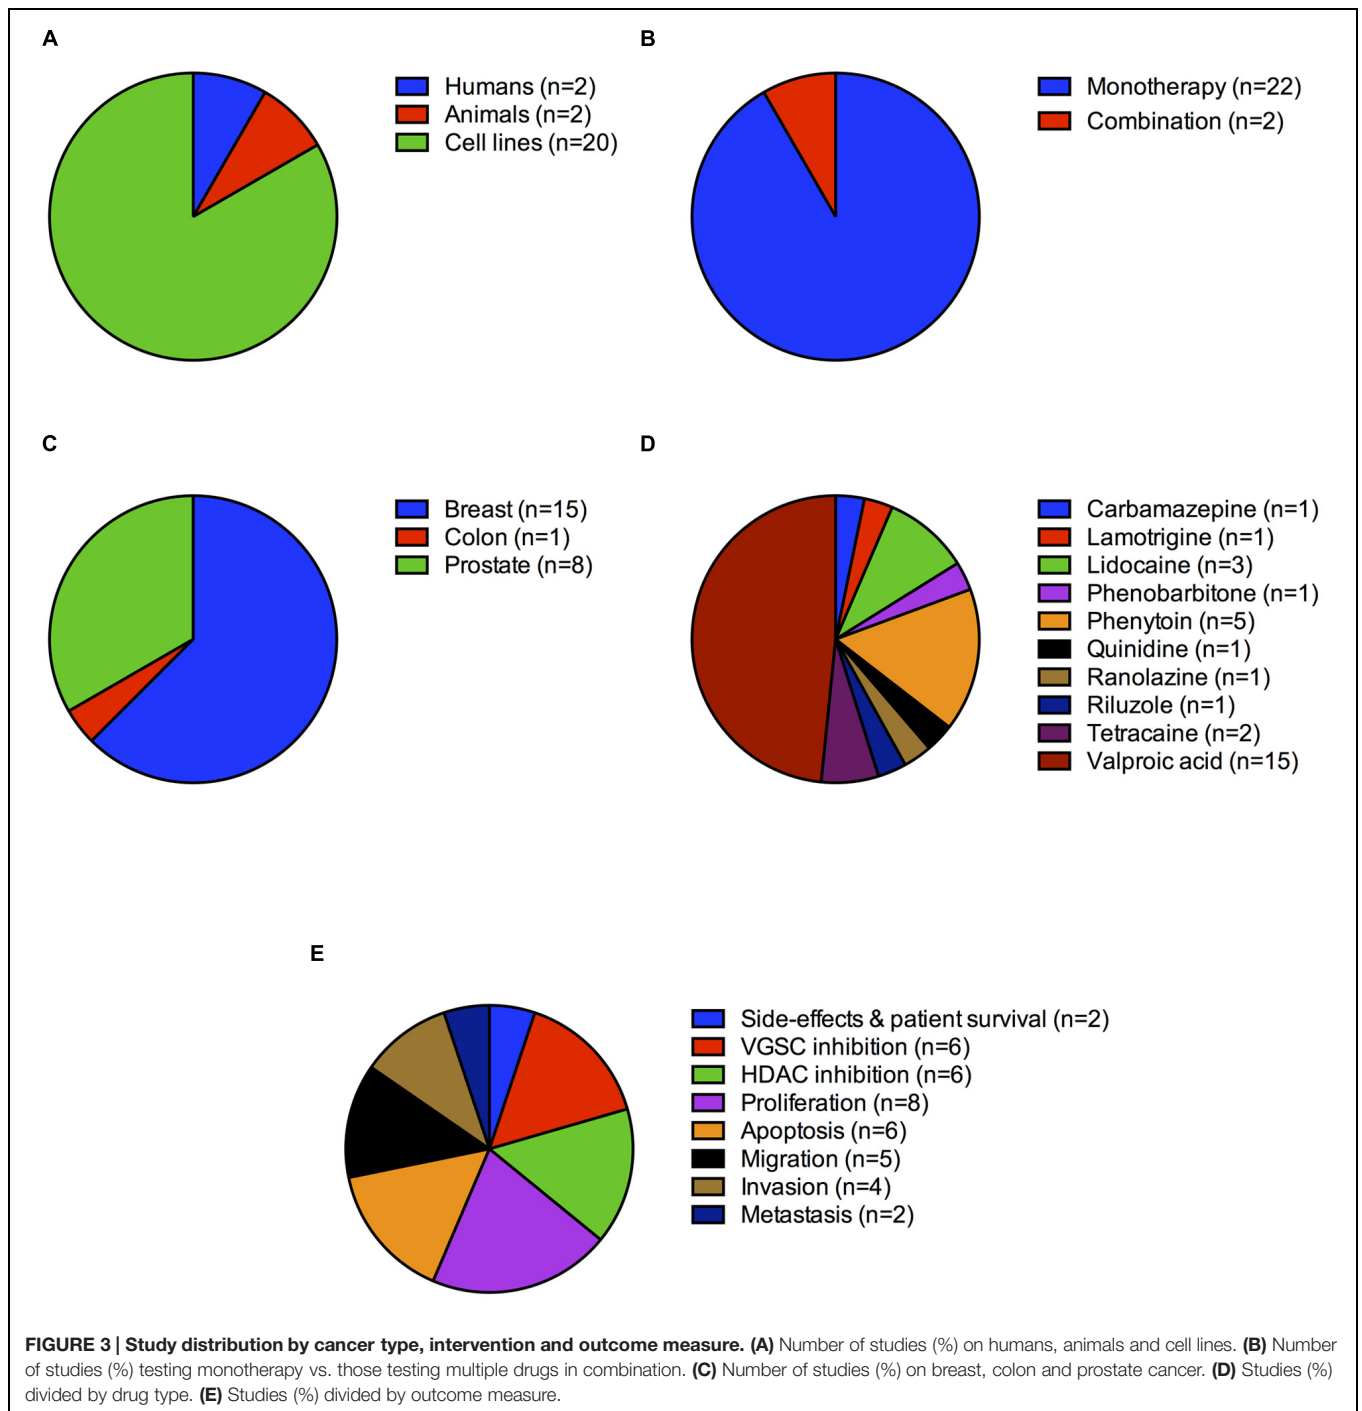 A
Humans (n=2)
Animals (n=2)
Cell lines (n=20)
B
Monotherapy (n=22)
Combination (n=2)
C
Breast (n=15)
Colon (n=1)
Prostate (n=8)
D
Carbamazepine (n=1)
Lamotrigine (n=1)
Lidocaine (n=3)
Phenobarbitone (n=1)
Phenytoin (n=5)
Quinidine (n=1)
Ranolazine (n=1)
Riluzole (n=1)
Tetracaine (n=2)
Valproic acid (n=15)
E
Side-effects & patient survival (n=2)
VGSC inhibition (n=6)
HDAC inhibition (n=6)
Proliferation (n=8)
Apoptosis (n=6)
Migration (n=5)
Invasion (n=4)
Metastasis (n=2)
FIGURE 3 | Study distribution by cancer type, intervention and outcome measure. (A) Number of studies (%) on humans, animals and cell lines. (B) Number
of studies (%) testing monotherapy vs. those testing multiple drugs in combination. (C) Number of studies (%) on breast, colon and prostate cancer. (D) Studies (%)
divided by drug type. (E) Studies (%) divided by outcome measure.